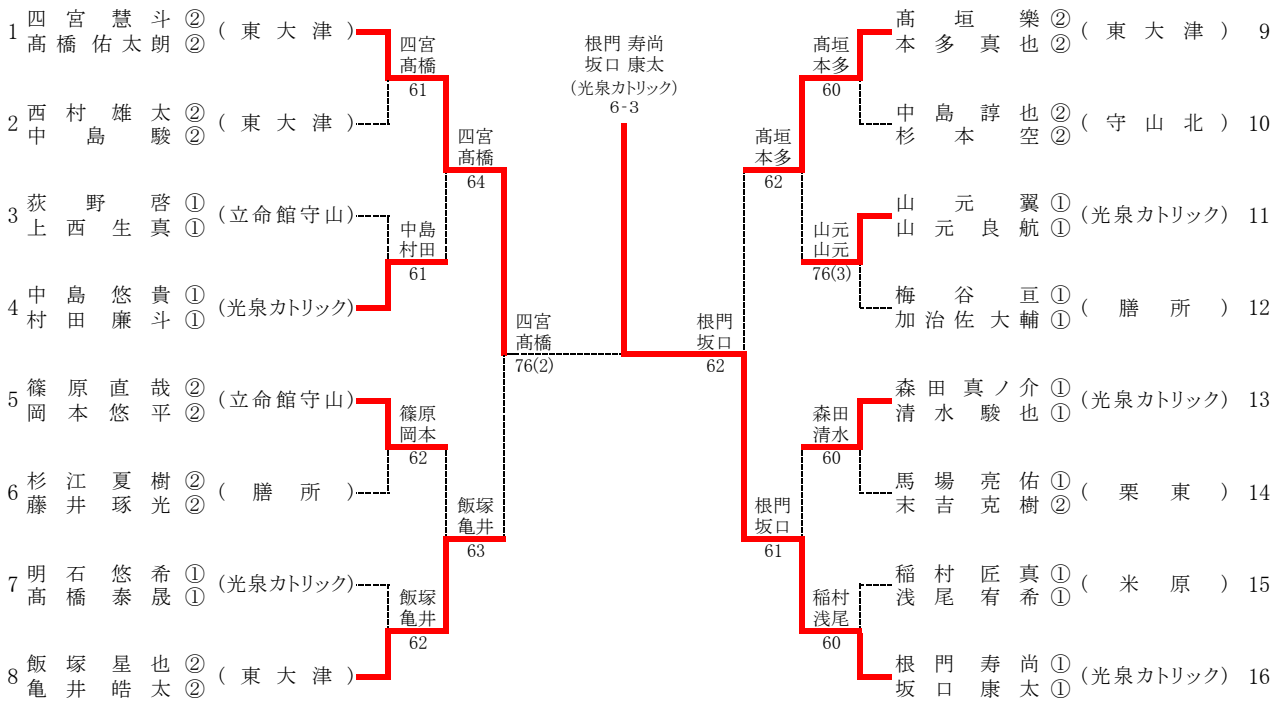 1 四宮慧斗② (東大津)
髙橋佑太朗②
2 西村雄太② (東大津)
中島駿②
3 荻野啓① (立命館守山)
上西生真①
4 中島悠貴① (光泉カトリック)
村田廉斗①
5 篠原直哉② (立命館守山)
岡本悠平②
6 杉江夏樹② (膳所)
藤井琢光②
7 明石悠希① (光泉カトリック)
髙橋泰晟①
8 飯塚星也② (東大津)
亀井皓太②
四宮
髙橋
61
中島
村田
61
篠原
岡本
62
飯塚
亀井
62
四宮
髙橋
64
飯塚
亀井
63
四宮
髙橋
76(2)
根門 寿尚
坂口 康太
(光泉カトリック)
6-3
根門
坂口
62
髙垣
本多
62
根門
坂口
61
髙垣
本多
60
山元
山元
76(3)
森田
清水
60
稲村
浅尾
60
髙垣樂② (東大津) 9
本多真也②
中島諄也② (守山北) 10
杉本空②
山元翼① (光泉カトリック) 11
山元良航①
梅谷亘① (膳所) 12
加治佐大輔①
森田真ノ介① (光泉カトリック) 13
清水駿也①
馬場亮佑① (栗東) 14
末吉克樹②
稲村匠真① (米原) 15
浅尾宥希①
根門寿尚① (光泉カトリック) 16
坂口康太①